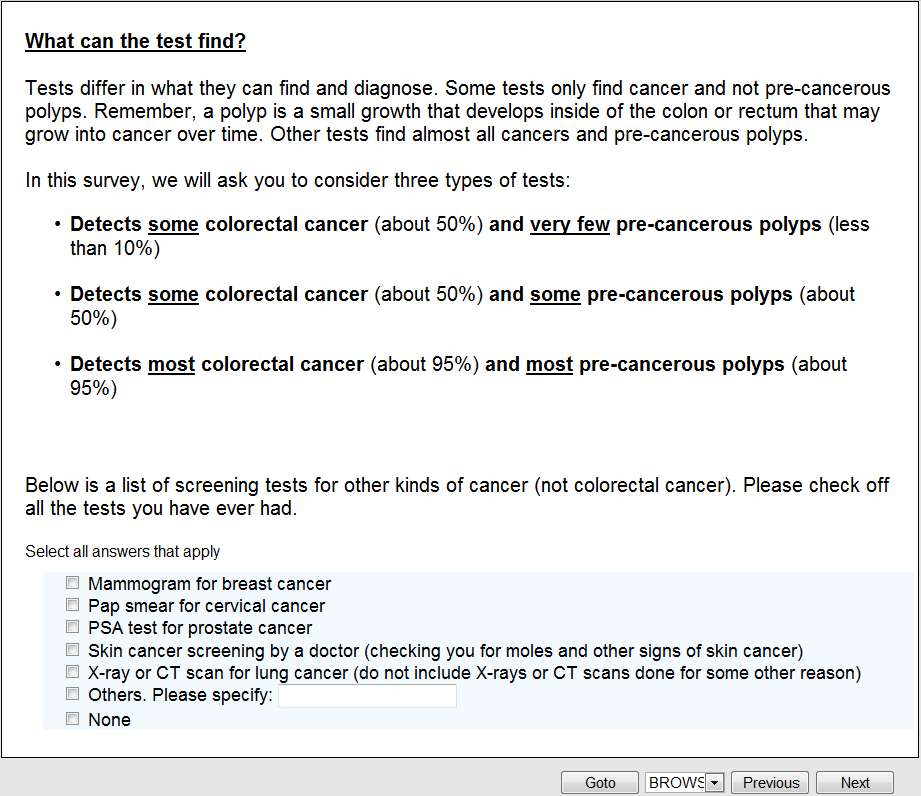 What can the test find?
Tests differ in what they can find and diagnose. Some tests only find cancer and not pre-cancerous
polyps. Remember, a polyp is a small growth that develops inside of the colon or rectum that may
grow into cancer over time. Other tests find almost all cancers and pre-cancerous polyps.
In this survey, we will ask you to consider three types of tests:
• Detects some colorectal cancer (about 50%) and very few pre-cancerous polyps (less
than 10%)
• Detects some colorectal cancer (about 50%) and some pre-cancerous polyps (about
50%)
• Detects most colorectal cancer (about 95%) and most pre-cancerous polyps (about
95%)
Below is a list of screening tests for other kinds of cancer (not colorectal cancer). Please check off
all the tests you have ever had.
Select all answers that apply
Mammogram for breast cancer
Pap smear for cervical cancer
PSA test for prostate cancer
Skin cancer screening by a doctor (checking you for moles and other signs of skin cancer)
X-ray or CT scan for lung cancer (do not include X-rays or CT scans done for some other reason)
Others. Please specify:
None
Goto BROWS Previous Next